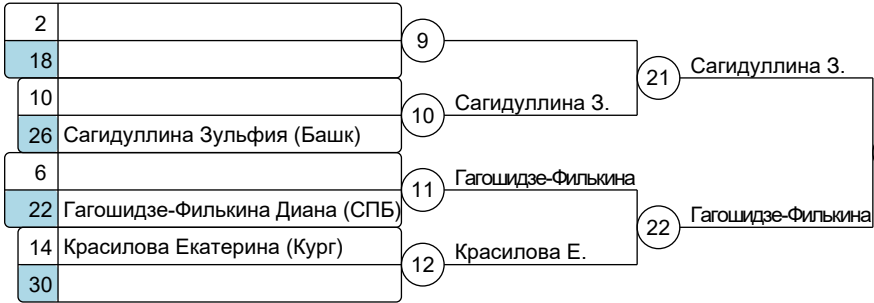 2
18
9
10
26 Сагидуллина Зульфия (Башк)
10
Сагидуллина З.
21
Сагидуллина З.
6
22 Гагошидзе-Филькина Диана (СПБ)
11
Гагошидзе-Филькина
14 Красилова Екатерина (Кург)
30
12
Красилова Е.
22
Гагошидзе-Филькина